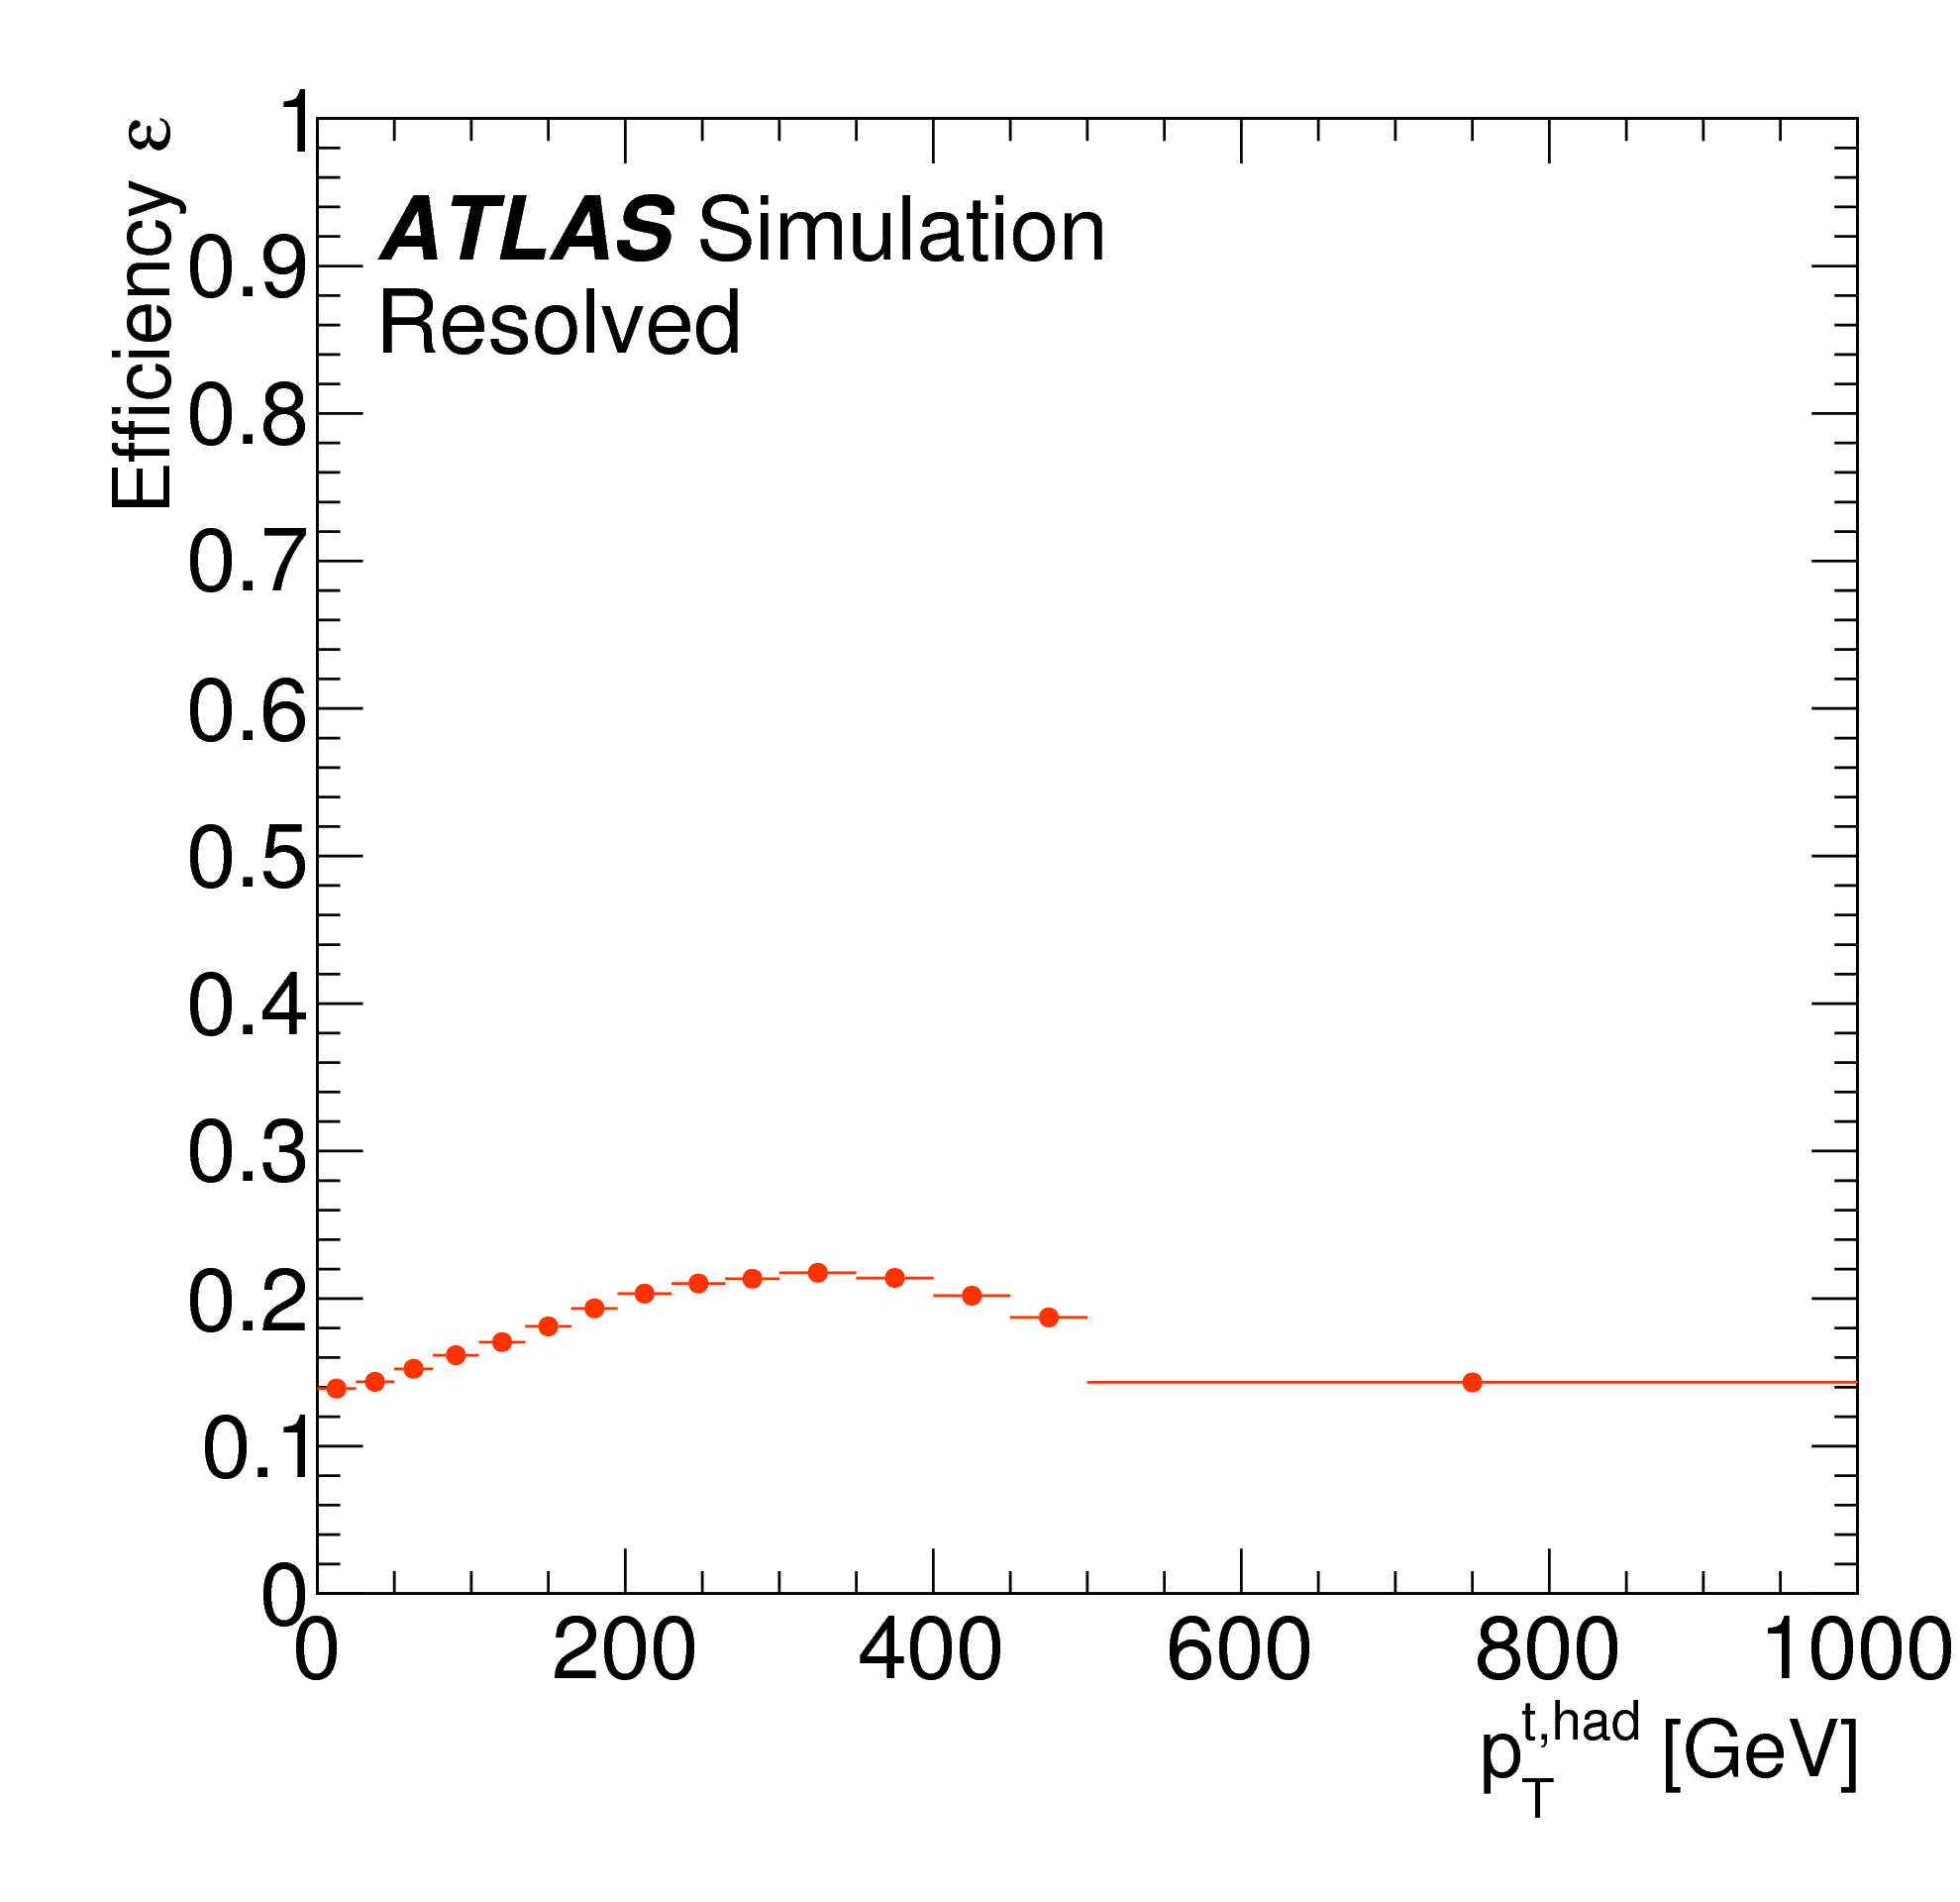 Efficiency ε
1
0.9
0.8
0.7
0.6
0.5
0.4
0.3
0.2
0.1
0
ATLAS Simulation
Resolved
0 200 400 600 800 1000
p_T^{t,had} [GeV]